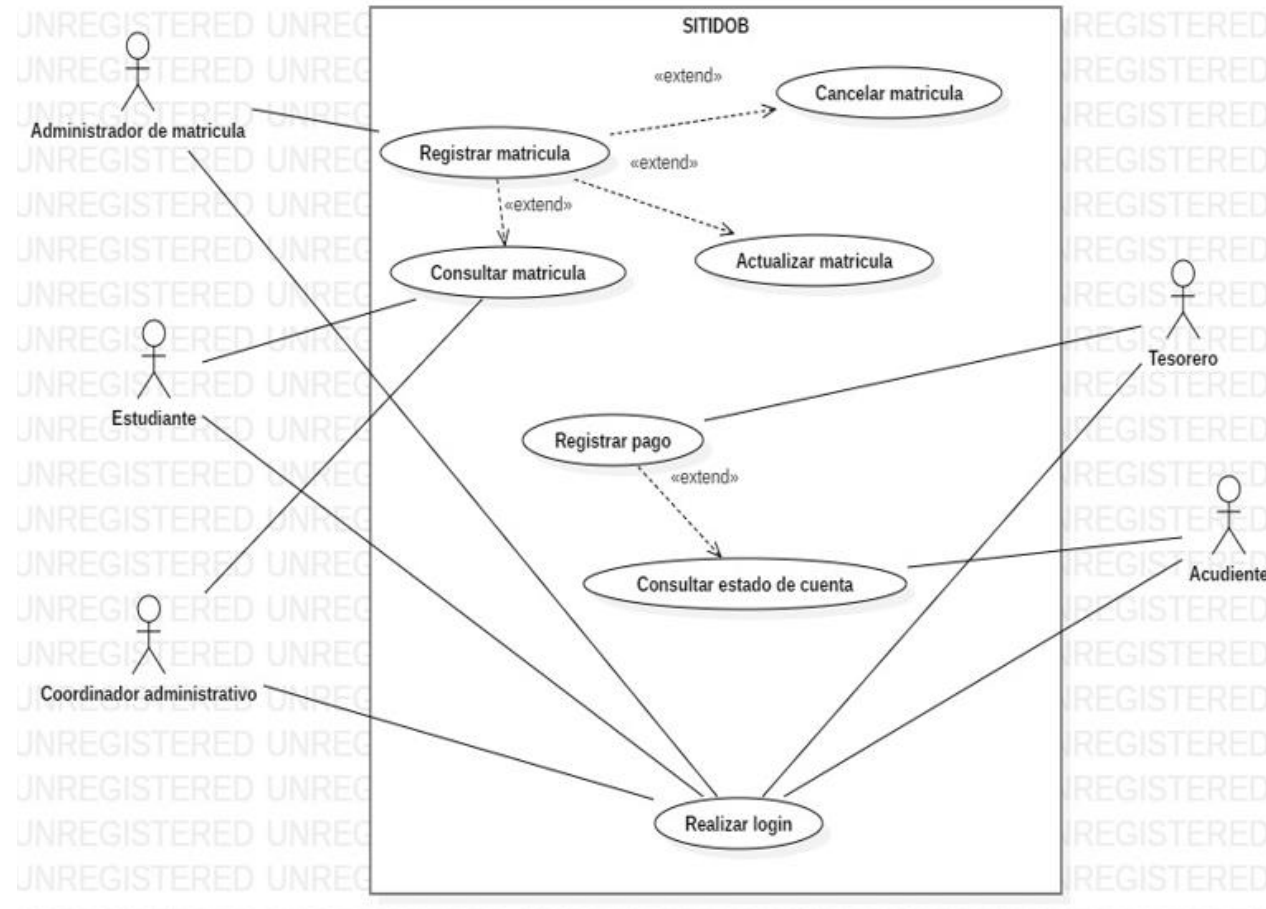 SITIDOB
«extend»
Cancelar matricula
Administrador de matricula
Registrar matricula
«extend»
«extend»
Consultar matricula
Actualizar matricula
Tesorero
Estudiante
Registrar pago
«extend»
Consultar estado de cuenta
Acudiente
Coordinador administrativo
Realizar login
UNREGISTERED